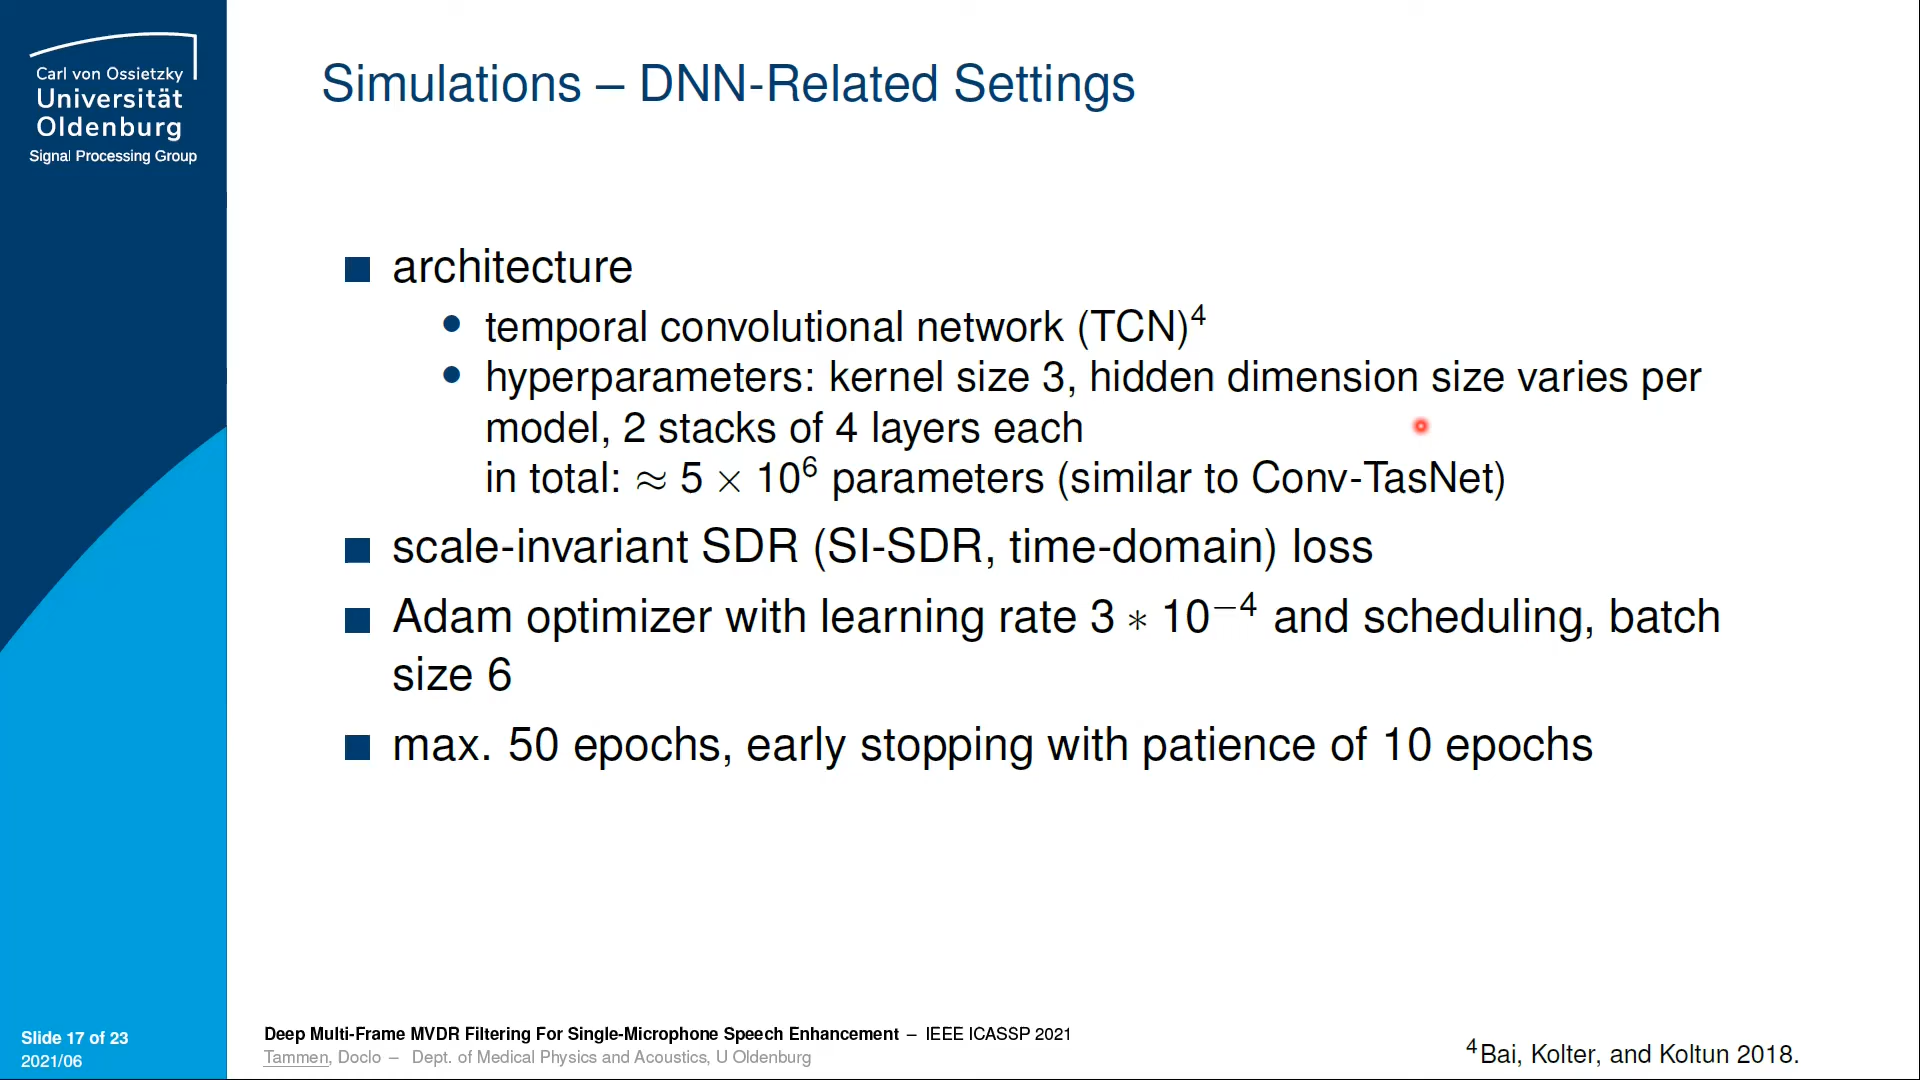 Carl von Ossietzky
Universität
Oldenburg
Signal Processing Group
Simulations – DNN-Related Settings
architecture
temporal convolutional network (TCN)⁴
hyperparameters: kernel size 3, hidden dimension size varies per
model, 2 stacks of 4 layers each
in total: ≈ 5 × 10⁶ parameters (similar to Conv-TasNet)
scale-invariant SDR (SI-SDR, time-domain) loss
Adam optimizer with learning rate 3 ∗ 10⁻⁴ and scheduling, batch
size 6
max. 50 epochs, early stopping with patience of 10 epochs
Slide 17 of 23
2021/06
Deep Multi-Frame MVDR Filtering For Single-Microphone Speech Enhancement – IEEE ICASSP 2021
Tammen, Doclo – Dept. of Medical Physics and Acoustics, U Oldenburg
⁴Bai, Kolter, and Koltun 2018.